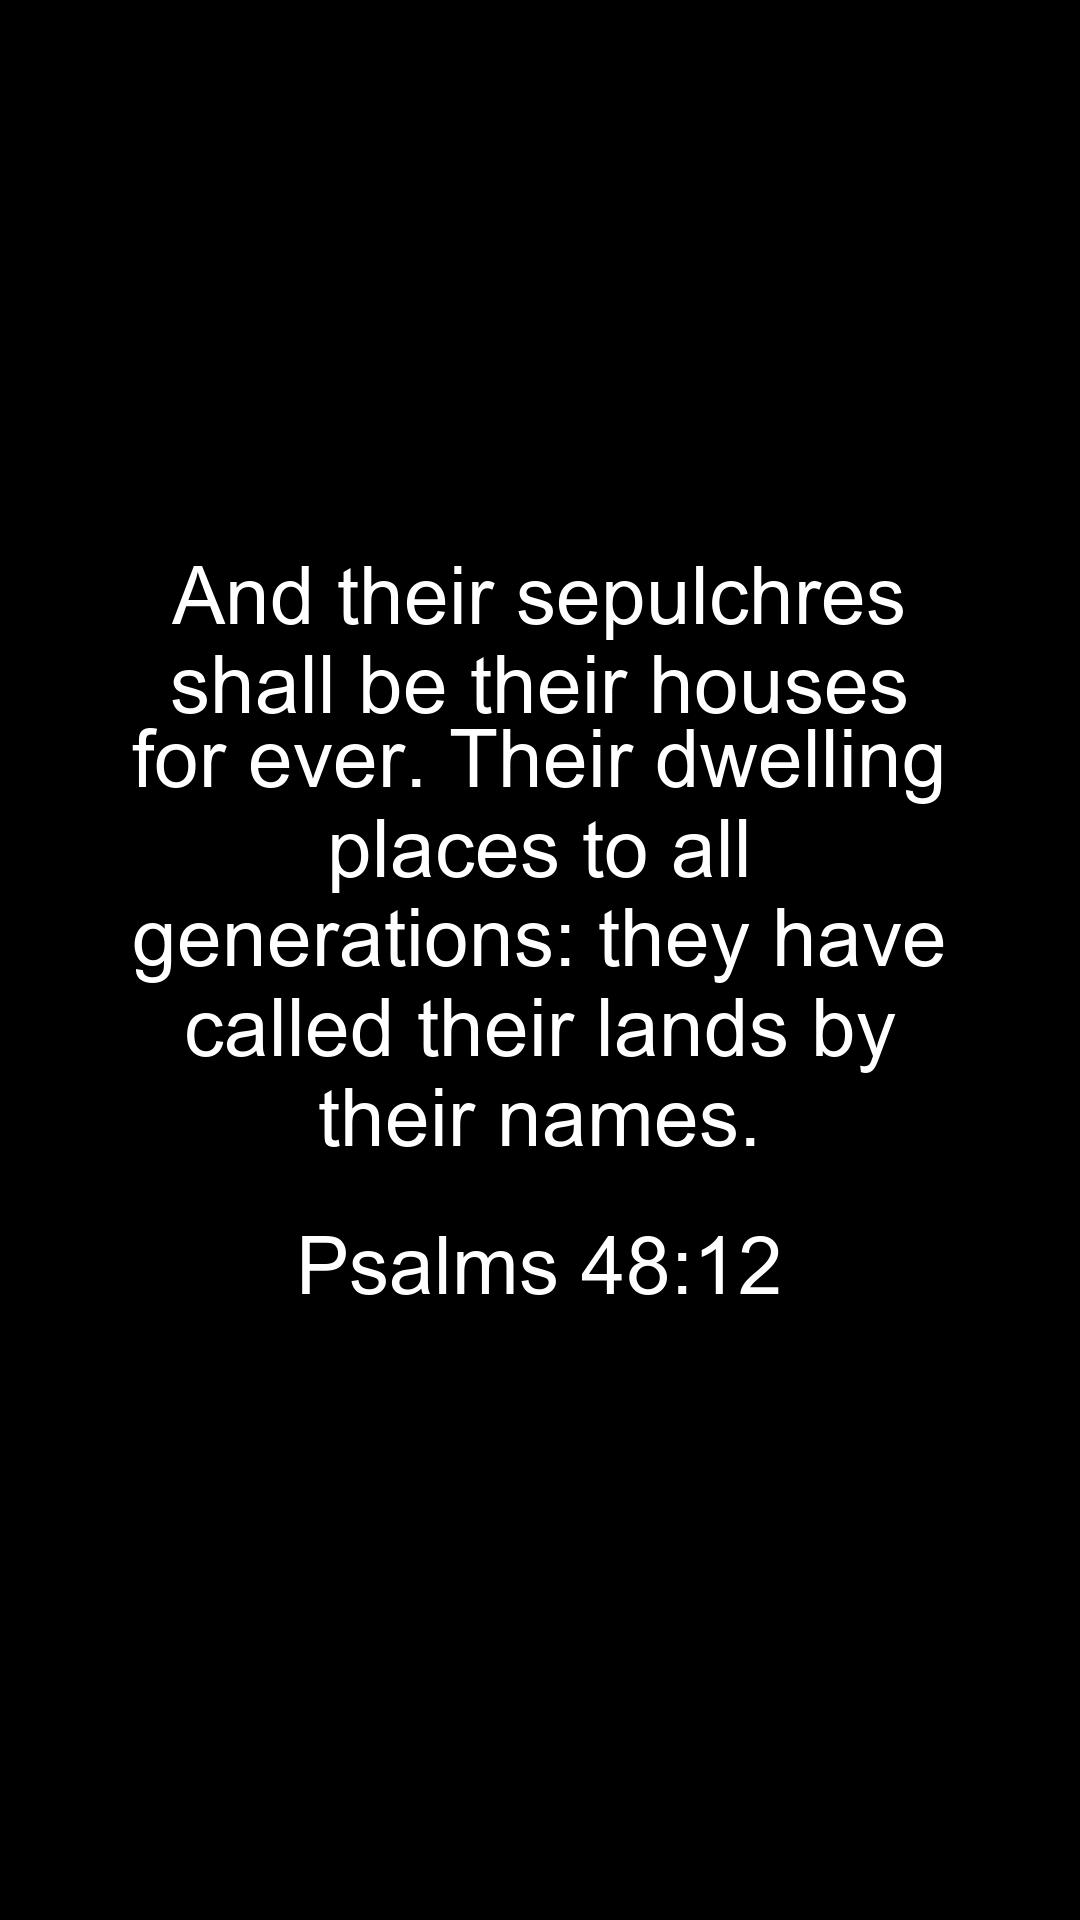 And their sepulchres
shall be their houses
for ever. Their dwelling
places to all
generations: they have
called their lands by
their names.
Psalms 48:12